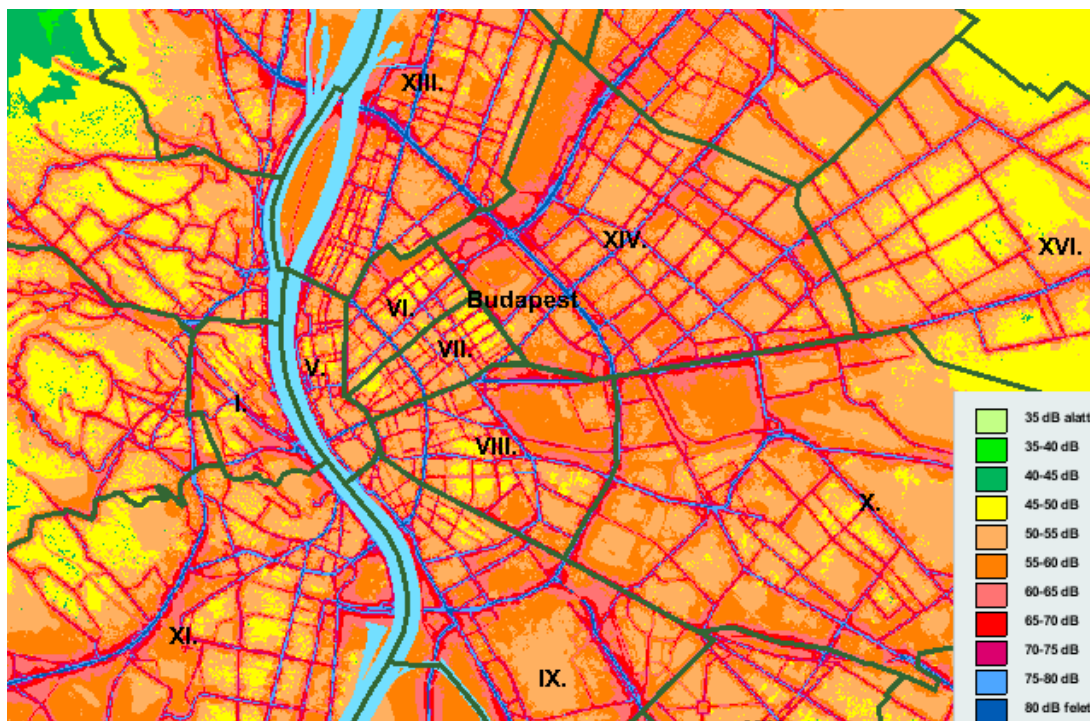 XIII.
XIV.
XVI.
VI.
Budapest
VII.
V.
I.
VIII.
X.
XI.
IX.
35 dB alatt
35-40 dB
40-45 dB
45-50 dB
50-55 dB
55-60 dB
60-65 dB
65-70 dB
70-75 dB
75-80 dB
80 dB felet